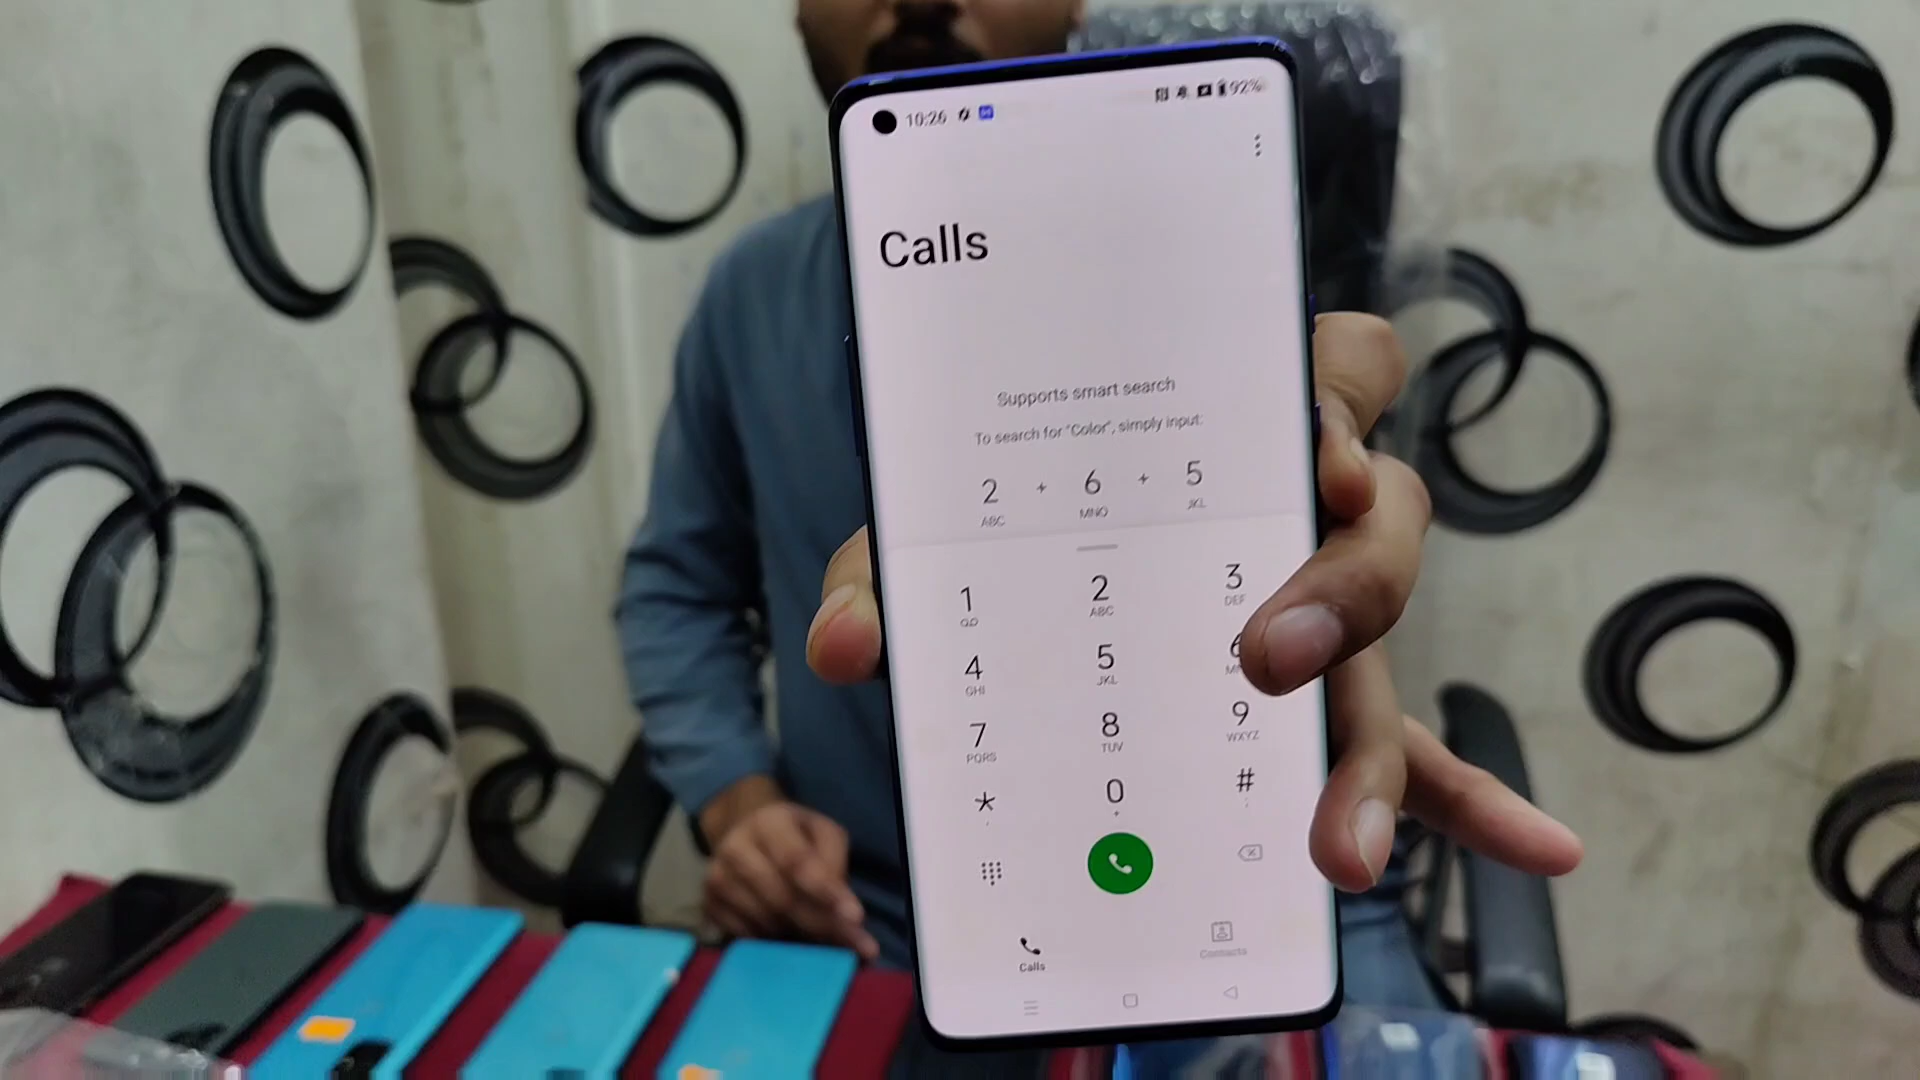 10:26 92%
Calls
Supports smart search
To search for "Color", simply input:
2 + 6 + 5
ABC MNO JKL
1 2 3
ABC DEF
4 5 6
GHI JKL
7 8 9
PQRS TUV WXYZ
* 0 #
, + ;
Calls Contacts